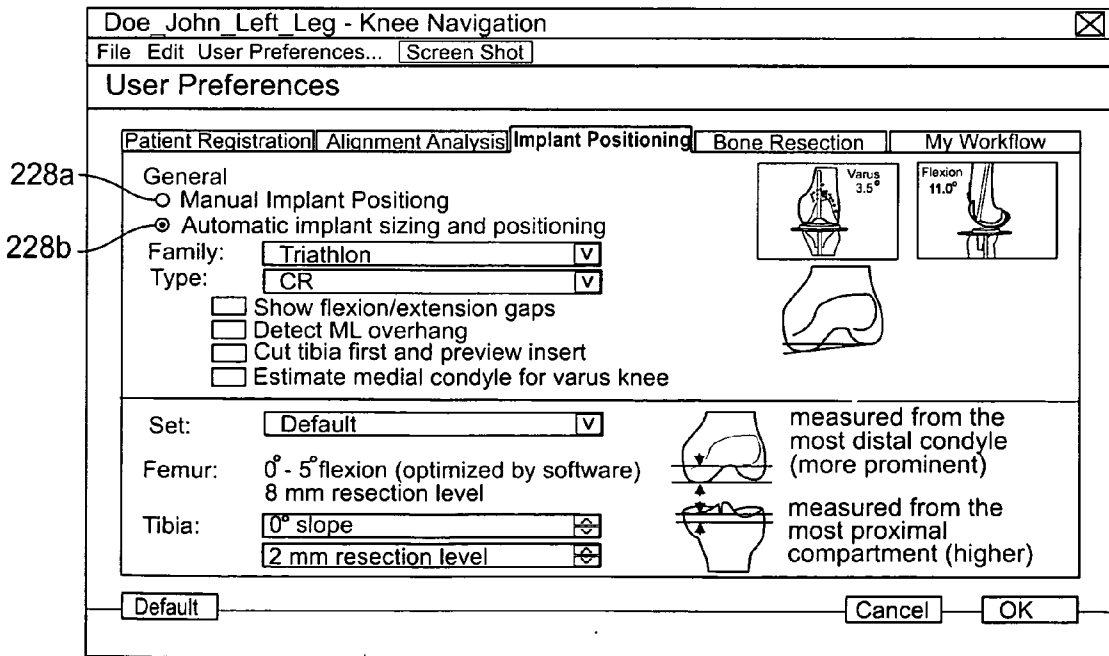 Doe_John_Left_Leg - Knee Navigation
File Edit User Preferences... Screen Shot
User Preferences
Patient Registration Alignment Analysis Implant Positioning Bone Resection My Workflow
228a
General
Manual Implant Positiong
228b
Automatic implant sizing and positioning
Varus
3.5°
Flexion
11.0°
Family: Triathlon V
Type: CR V
Show flexion/extension gaps
Detect ML overhang
Cut tibia first and preview insert
Estimate medial condyle for varus knee
Set: Default V
Femur: 0° - 5° flexion (optimized by software)
8 mm resection level
measured from the
most distal condyle
(more prominent)
Tibia: 0° slope
2 mm resection level
measured from the
most proximal
compartment (higher)
Default Cancel OK